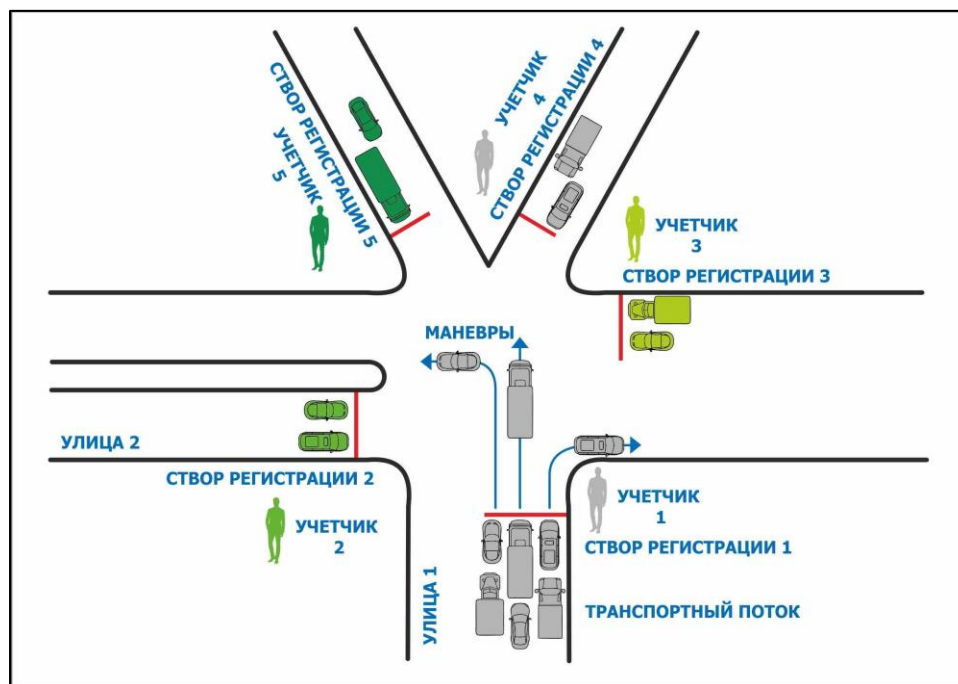 СТВОР РЕГИСТРАЦИИ 5
УЧЕТЧИК
5
УЧЕТЧИК
4
СТВОР РЕГИСТРАЦИИ 4
УЧЕТЧИК
3
СТВОР РЕГИСТРАЦИИ 3
МАНЕВРЫ
УЛИЦА 2
СТВОР РЕГИСТРАЦИИ 2
УЧЕТЧИК
2
УЧЕТЧИК
1
СТВОР РЕГИСТРАЦИИ 1
УЛИЦА 1
ТРАНСПОРТНЫЙ ПОТОК